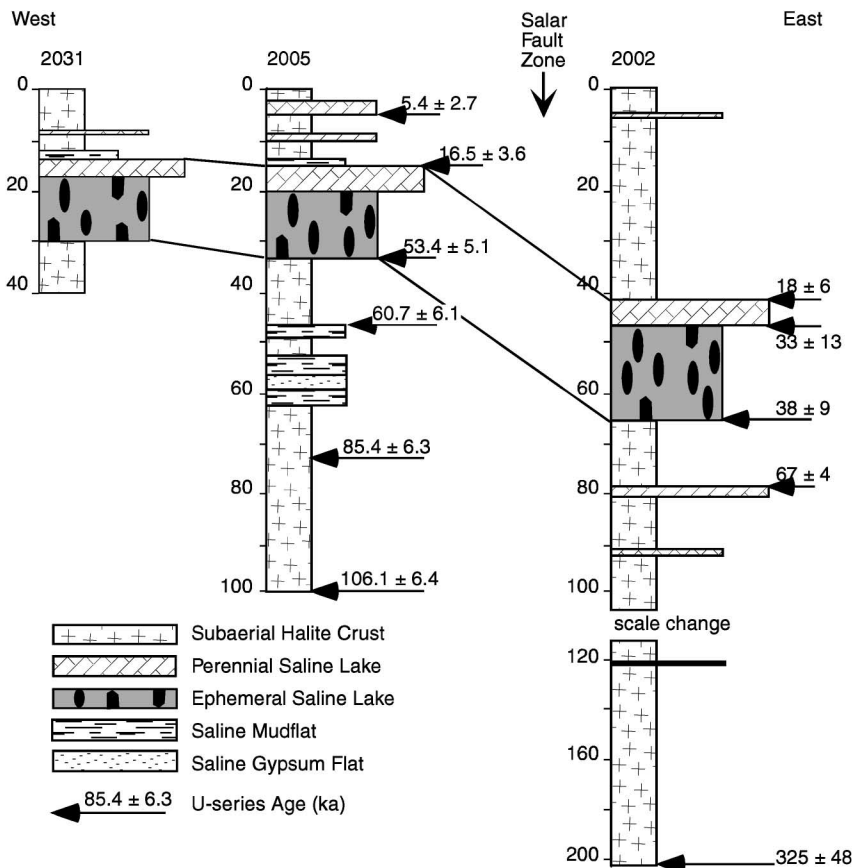 West
East
Salar
Fault
Zone
2031
2005
2002
0
20
40
0
20
40
60
80
100
5.4 ± 2.7
16.5 ± 3.6
53.4 ± 5.1
60.7 ± 6.1
85.4 ± 6.3
106.1 ± 6.4
0
20
40
60
80
100
18 ± 6
33 ± 13
38 ± 9
67 ± 4
scale change
120
160
200
325 ± 48
Subaerial Halite Crust
Perennial Saline Lake
Ephemeral Saline Lake
Saline Mudflat
Saline Gypsum Flat
85.4 ± 6.3 U-series Age (ka)